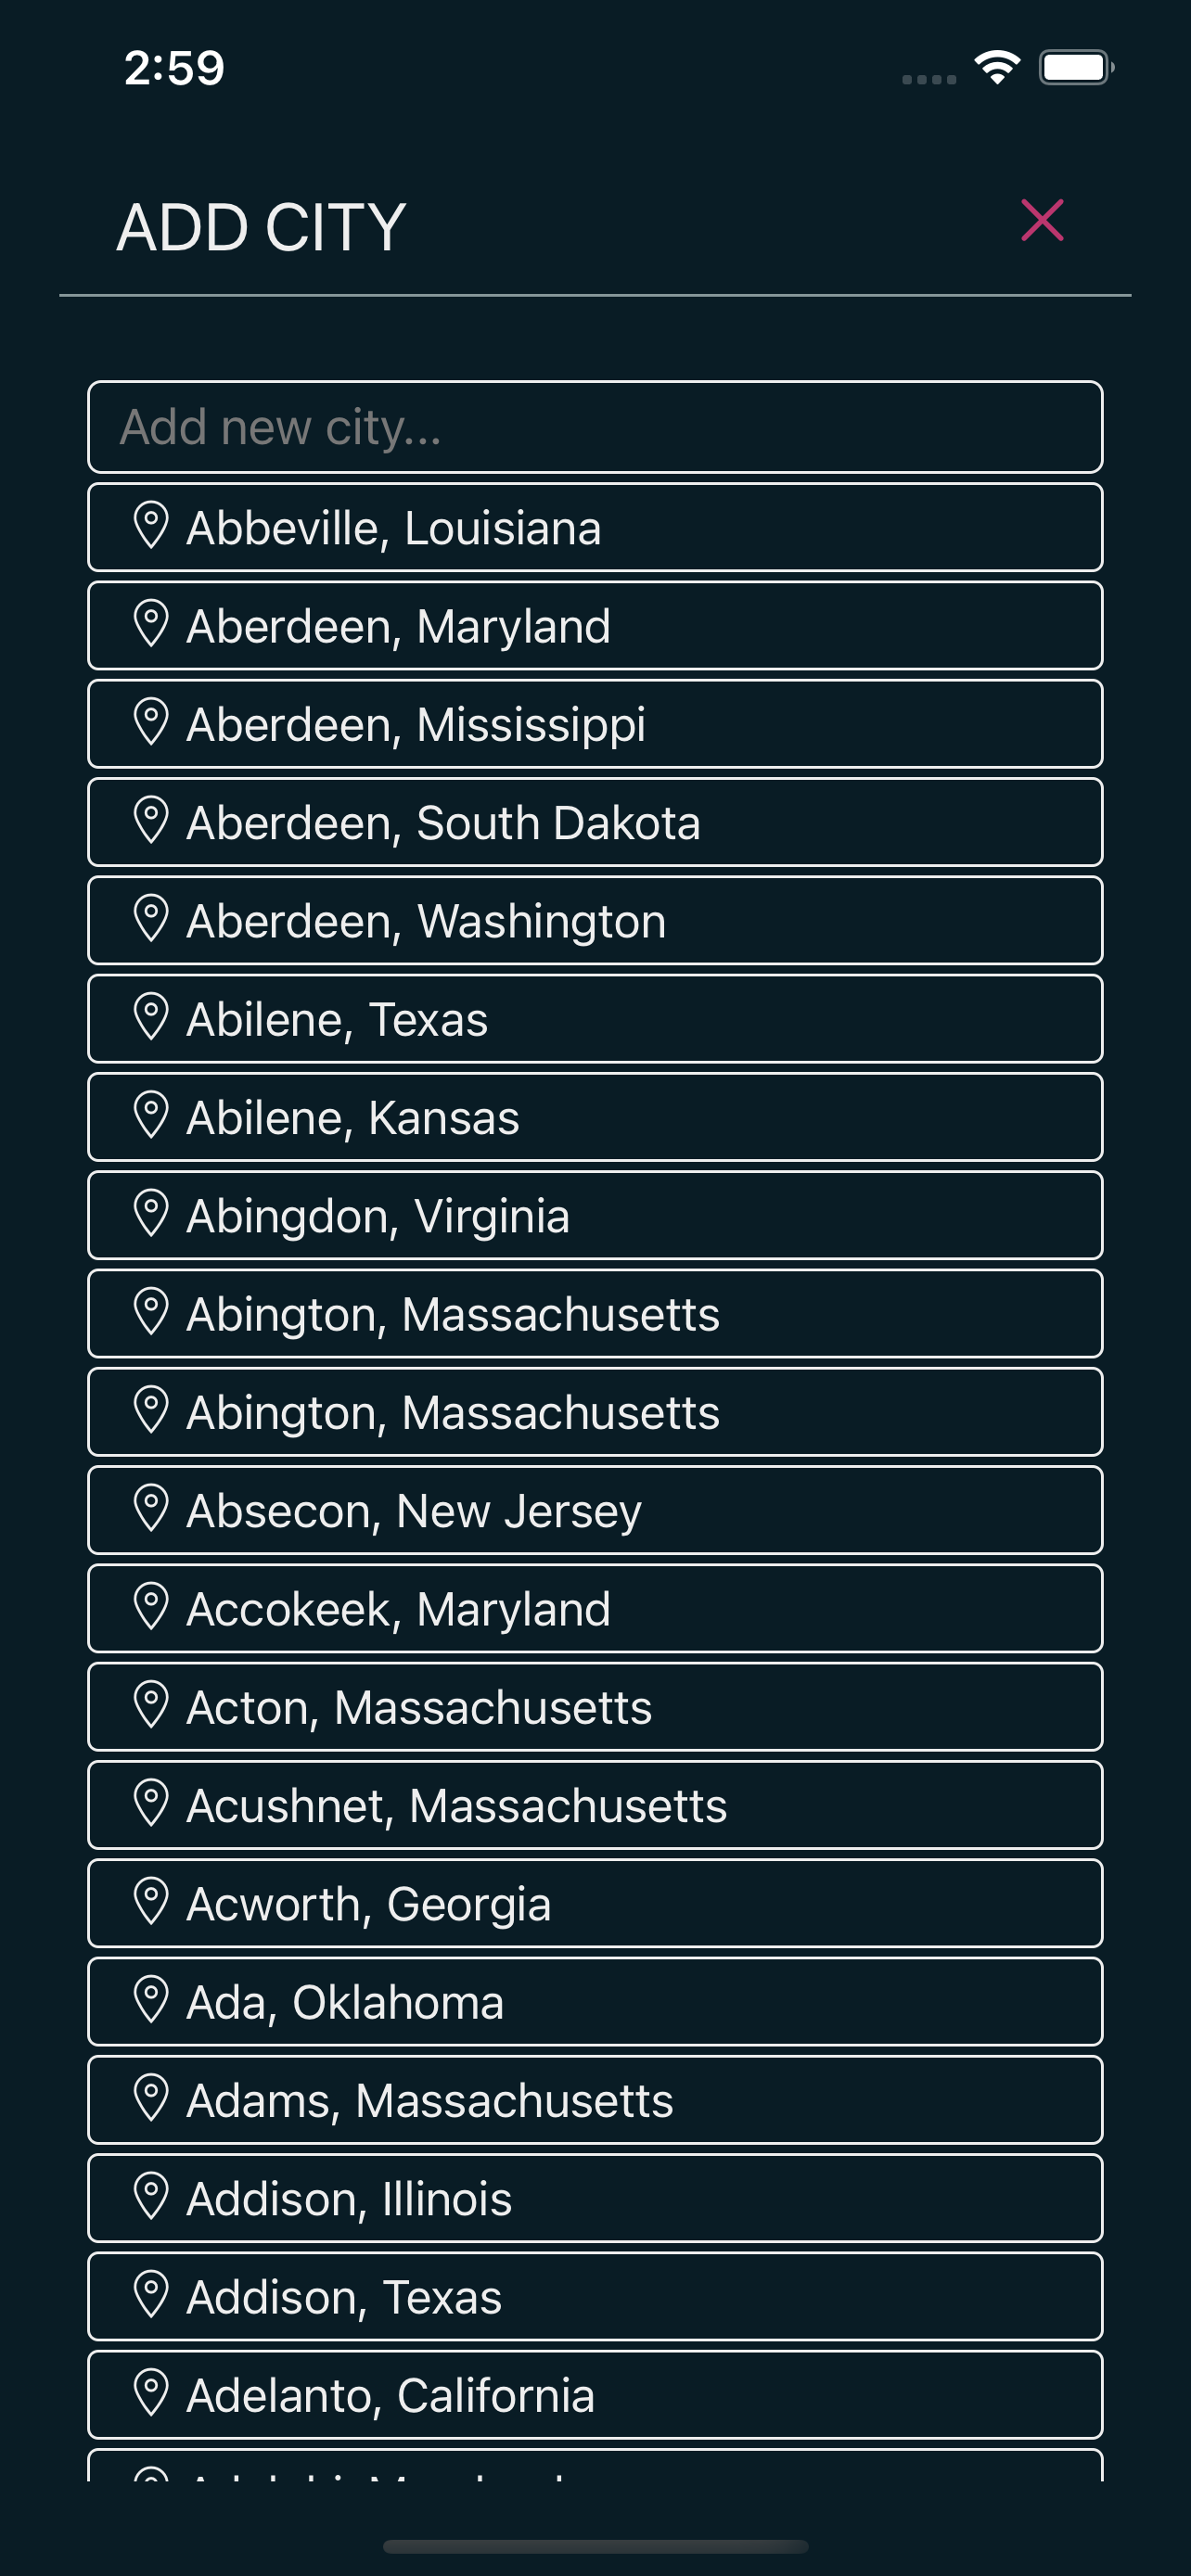 2:59
ADD CITY
Add new city...
Abbeville, Louisiana
Aberdeen, Maryland
Aberdeen, Mississippi
Aberdeen, South Dakota
Aberdeen, Washington
Abilene, Texas
Abilene, Kansas
Abingdon, Virginia
Abington, Massachusetts
Abington, Massachusetts
Absecon, New Jersey
Accokeek, Maryland
Acton, Massachusetts
Acushnet, Massachusetts
Acworth, Georgia
Ada, Oklahoma
Adams, Massachusetts
Addison, Illinois
Addison, Texas
Adelanto, California